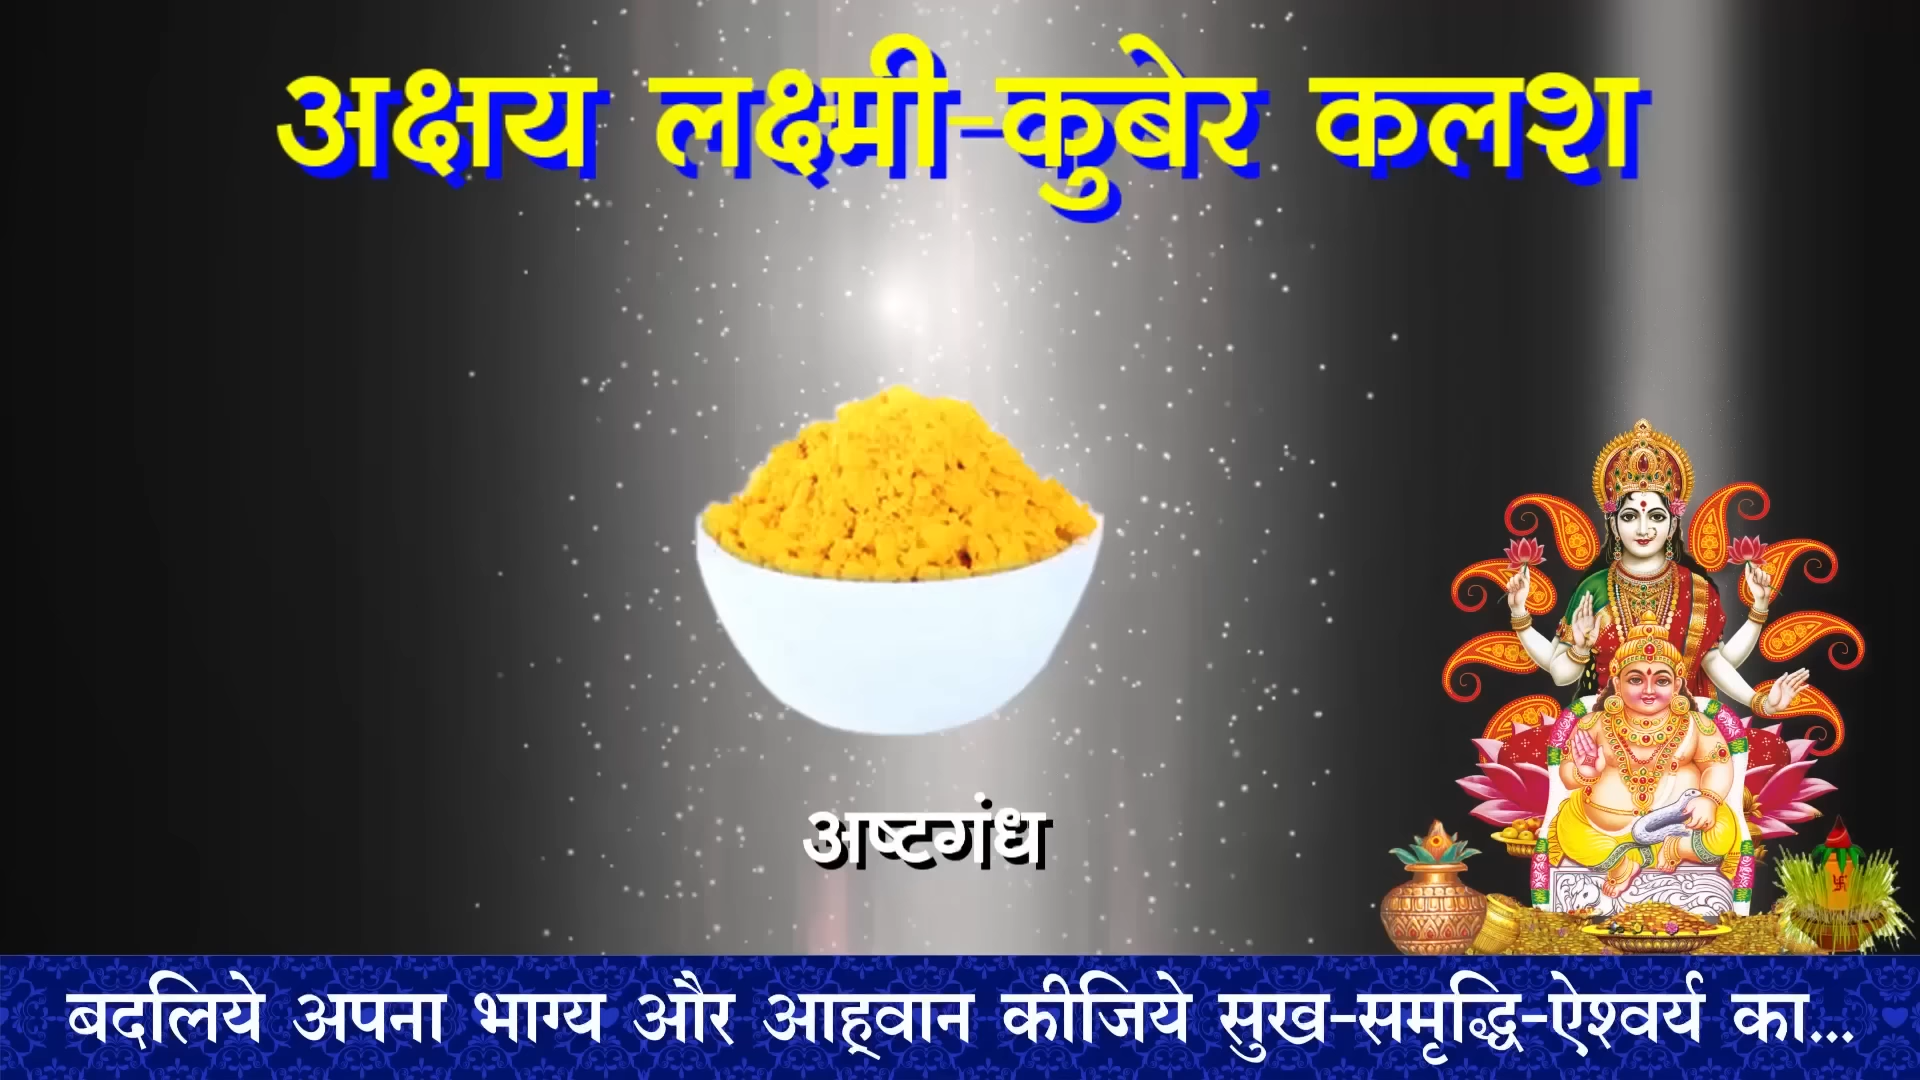 अक्षय लक्ष्मी-कुबेर कलश
अष्टगंध
बदलिये अपना भाग्य और आह्वान कीजिये सुख-समृद्धि-ऐश्वर्य का...